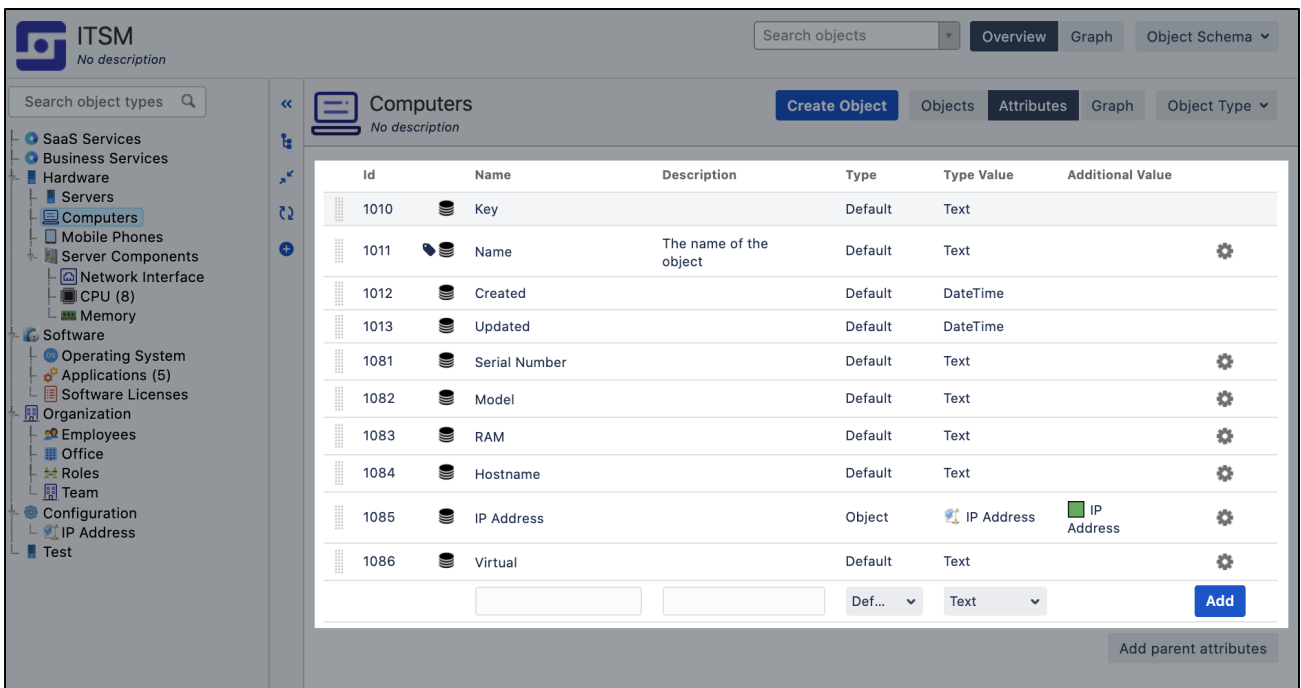 ITSM
No description
Search objects
Overview
Graph
Object Schema
Search object types
SaaS Services
Business Services
Hardware
Servers
Computers
Mobile Phones
Server Components
Network Interface
CPU (8)
Memory
Software
Operating System
Applications (5)
Software Licenses
Organization
Employees
Office
Roles
Team
Configuration
IP Address
Test
Computers
No description
Create Object
Objects
Attributes
Graph
Object Type
Id Name Description Type Type Value Additional Value
1010 Key Default Text
1011 Name The name of the object Default Text
1012 Created Default DateTime
1013 Updated Default DateTime
1081 Serial Number Default Text
1082 Model Default Text
1083 RAM Default Text
1084 Hostname Default Text
1085 IP Address Object IP Address IP Address
1086 Virtual Default Text
Def... Text Add
Add parent attributes